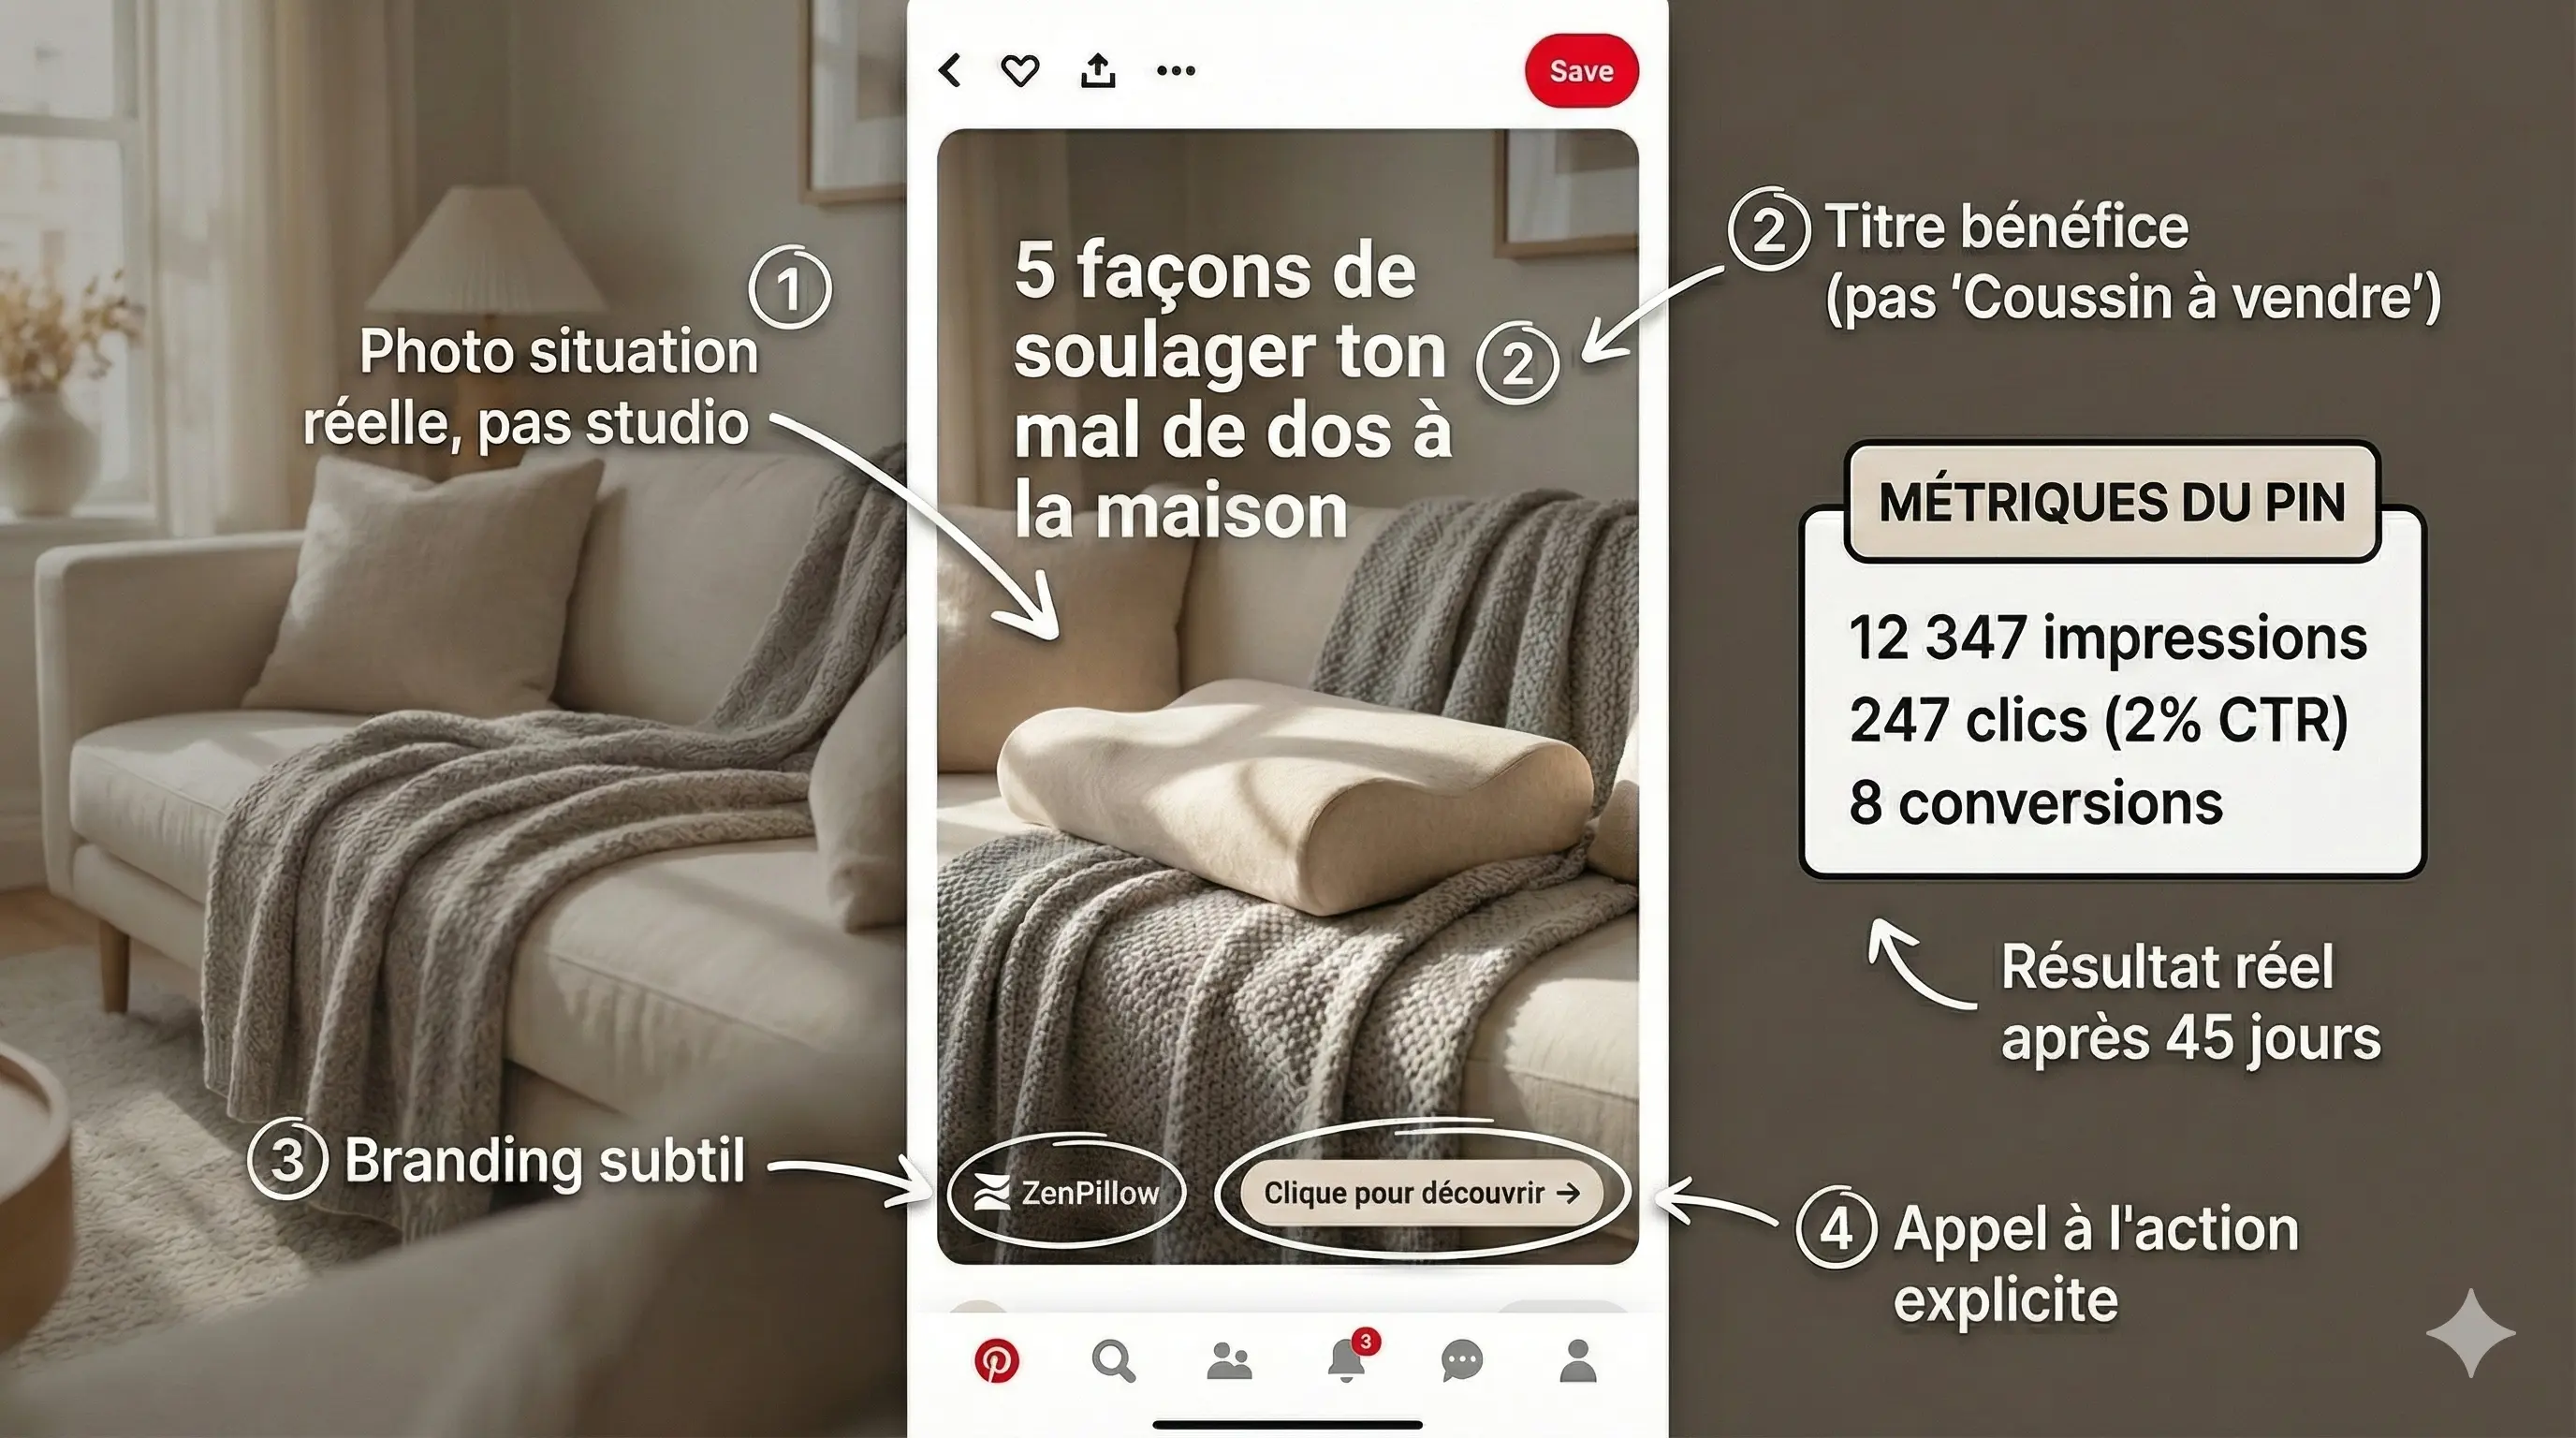 Save
5 façons de
soulager ton
mal de dos à
la maison
2
1
Photo situation
réelle, pas studio
2 Titre bénéfice
(pas ‘Coussin à vendre’)
MÉTRIQUES DU PIN
12 347 impressions
247 clics (2% CTR)
8 conversions
Résultat réel
après 45 jours
3 Branding subtil
ZenPillow
Clique pour découvrir →
4 Appel à l'action
explicite
3